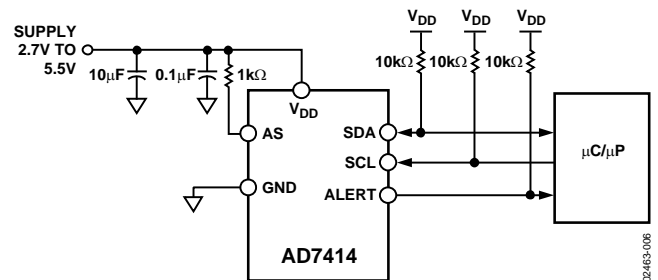 SUPPLY
2.7V TO
5.5V
10μF
0.1μF
1kΩ
V_DD
V_DD
V_DD
10kΩ
10kΩ
10kΩ
V_DD
AS
GND
SDA
SCL
ALERT
AD7414
μC/μP
02463-006